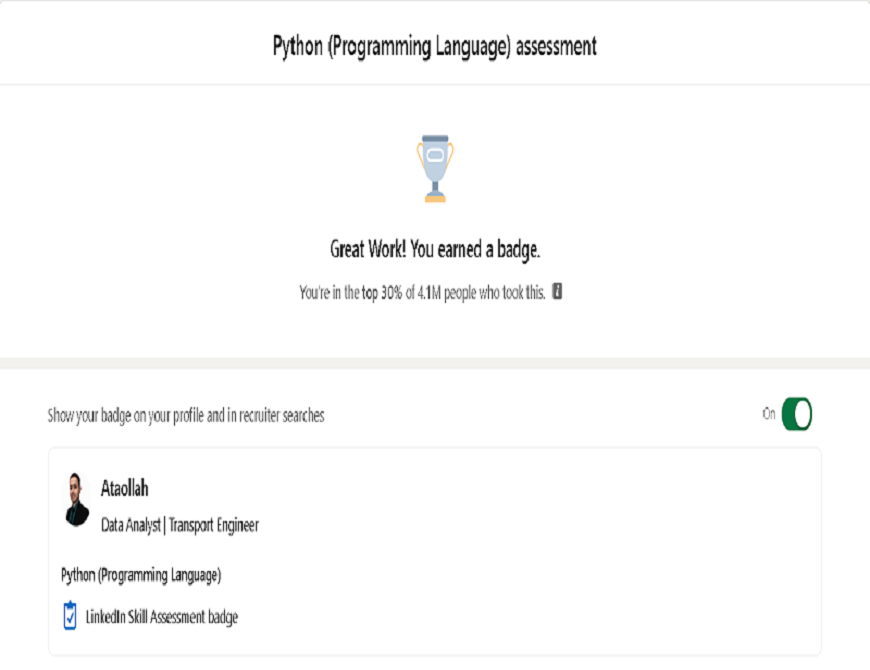 Python (Programming Language) assessment
Great Work! You earned a badge.
You're in the top 30% of 4.1M people who took this.
Show your badge on your profile and in recruiter searches
On
Ataollah
Data Analyst | Transport Engineer
Python (Programming Language)
LinkedIn Skill Assessment badge